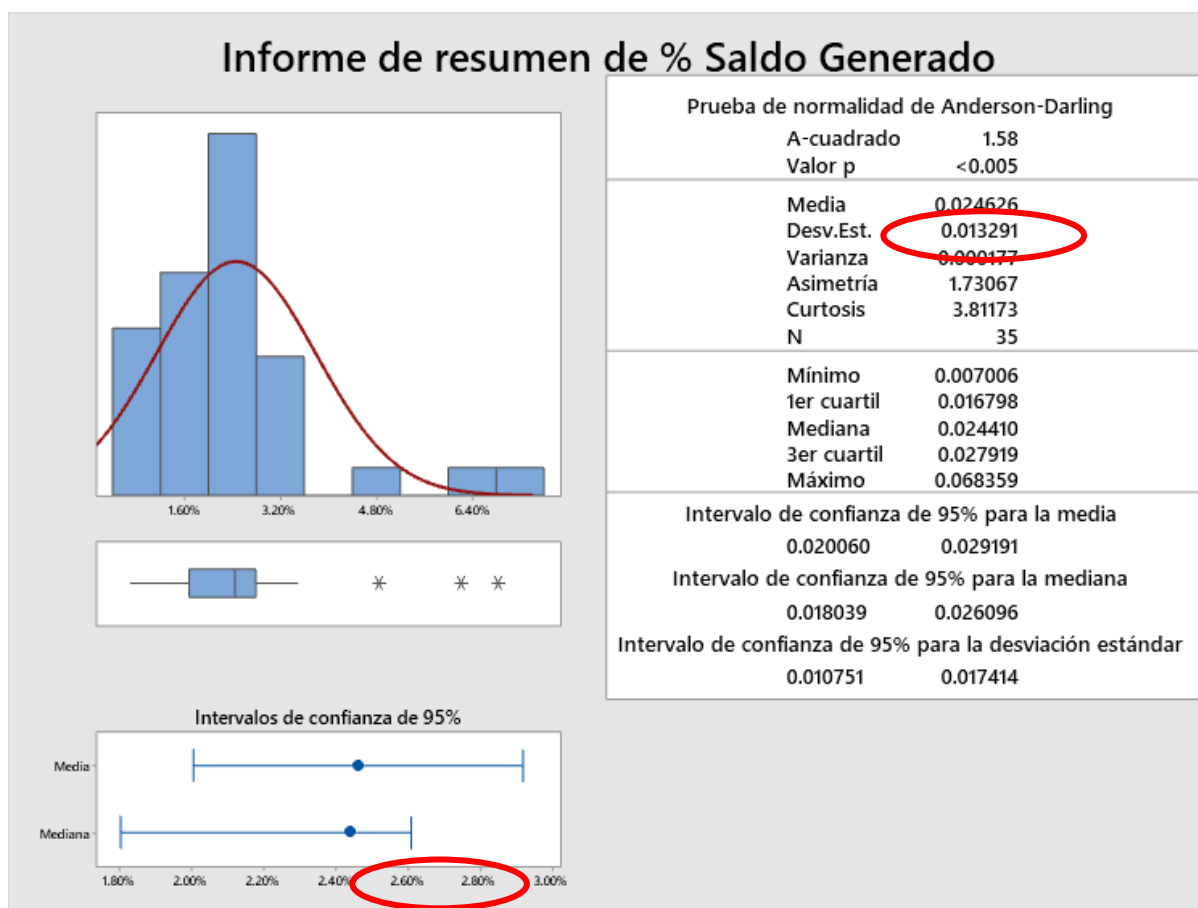 Informe de resumen de % Saldo Generado
1.60% 3.20% 4.80% 6.40%
Intervalos de confianza de 95%
Media
Mediana
1.80% 2.00% 2.20% 2.40% 2.60% 2.80% 3.00%
Prueba de normalidad de Anderson-Darling
A-cuadrado 1.58
Valor p <0.005
Media 0.024626
Desv.Est. 0.013291
Varianza 0.000177
Asimetría 1.73067
Curtosis 3.81173
N 35
Mínimo 0.007006
1er cuartil 0.016798
Mediana 0.024410
3er cuartil 0.027919
Máximo 0.068359
Intervalo de confianza de 95% para la media
0.020060 0.029191
Intervalo de confianza de 95% para la mediana
0.018039 0.026096
Intervalo de confianza de 95% para la desviación estándar
0.010751 0.017414